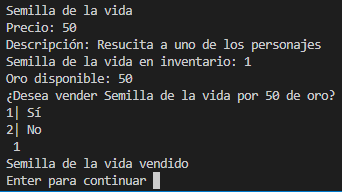 Semilla de la vida
Precio: 50
Descripción: Resucita a uno de los personajes
Semilla de la vida en inventario: 1
Oro disponible: 50
¿Desea vender Semilla de la vida por 50 de oro?
1| Sí
2| No
1
Semilla de la vida vendido
Enter para continuar